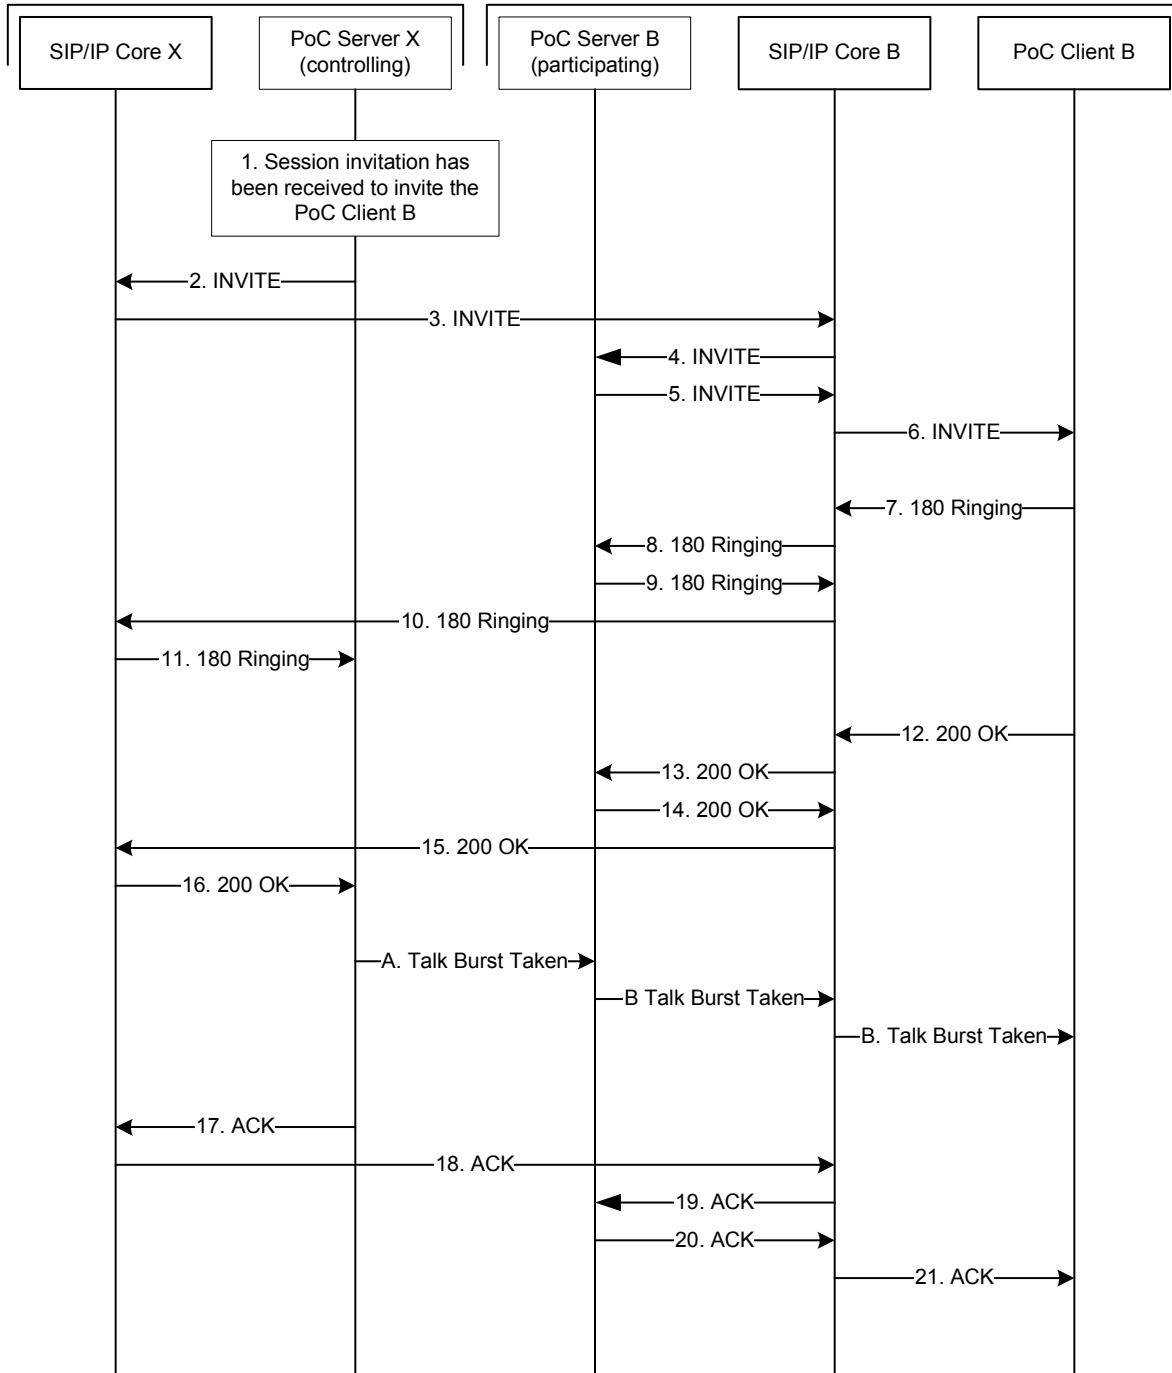 SIP/IP Core X
PoC Server X
(controlling)
PoC Server B
(participating)
SIP/IP Core B
PoC Client B
1. Session invitation has
been received to invite the
PoC Client B
2. INVITE
3. INVITE
4. INVITE
5. INVITE
6. INVITE
7. 180 Ringing
8. 180 Ringing
9. 180 Ringing
10. 180 Ringing
11. 180 Ringing
12. 200 OK
13. 200 OK
14. 200 OK
15. 200 OK
16. 200 OK
A. Talk Burst Taken
B Talk Burst Taken
B. Talk Burst Taken
17. ACK
18. ACK
19. ACK
20. ACK
21. ACK